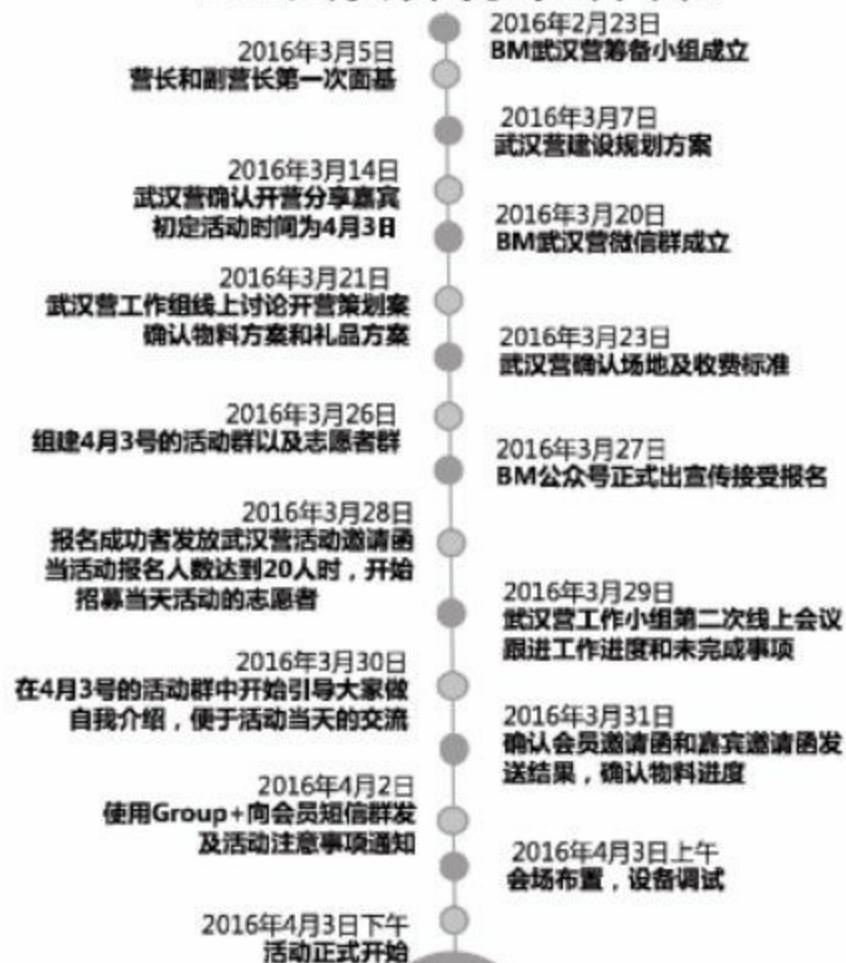 2016年2月23日
BM武汉营筹备小组成立
2016年3月5日
营长和副营长第一次面基
2016年3月7日
武汉营建设规划方案
2016年3月14日
武汉营确认开营分享嘉宾
初定活动时间为4月3日
2016年3月20日
BM武汉营微信群成立
2016年3月21日
武汉营工作组线上讨论开营策划案
确认物料方案和礼品方案
2016年3月23日
武汉营确认场地及收费标准
2016年3月26日
组建4月3号的活动群以及志愿者群
2016年3月27日
BM公众号正式出宣传接受报名
2016年3月28日
报名成功者发放武汉营活动邀请函
当活动报名人数达到20人时，开始
招募当天活动的志愿者
2016年3月29日
武汉营工作小组第二次线上会议
跟进工作进度和未完成事项
2016年3月30日
在4月3号的活动群中开始引导大家做
自我介绍，便于活动当天的交流
2016年3月31日
确认会员邀请函和嘉宾邀请函发
送结果，确认物料进度
2016年4月2日
使用Group+向会员短信群发
及活动注意事项通知
2016年4月3日上午
会场布置，设备调试
2016年4月3日下午
活动正式开始